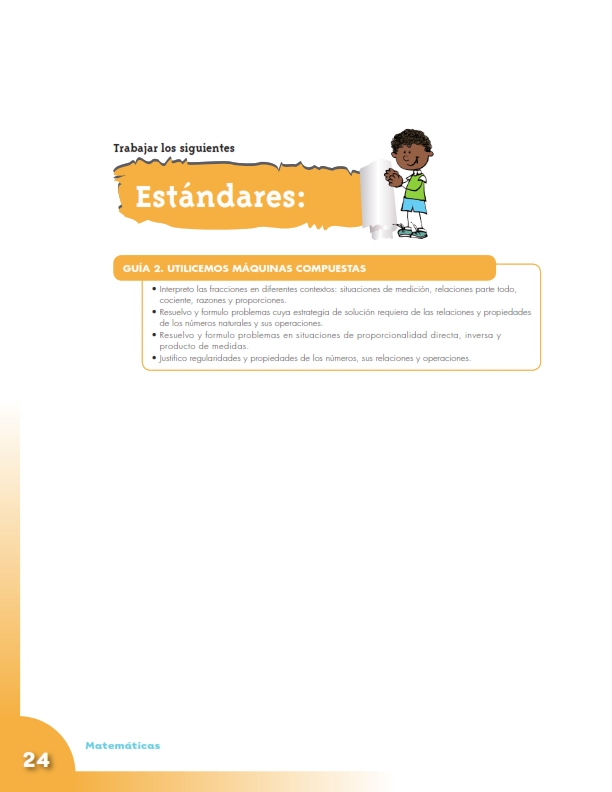 Trabajar los siguientes
Estándares:
GUÍA 2. UTILICEMOS MÁQUINAS COMPUESTAS
• Interpreto las fracciones en diferentes contextos: situaciones de medición, relaciones parte todo,
cociente, razones y proporciones.
• Resuelvo y formulo problemas cuya estrategia de solución requiera de las relaciones y propiedades
de los números naturales y sus operaciones.
• Resuelvo y formulo problemas en situaciones de proporcionalidad directa, inversa y
producto de medidas.
• Justifico regularidades y propiedades de los números, sus relaciones y operaciones.
Matemáticas
24